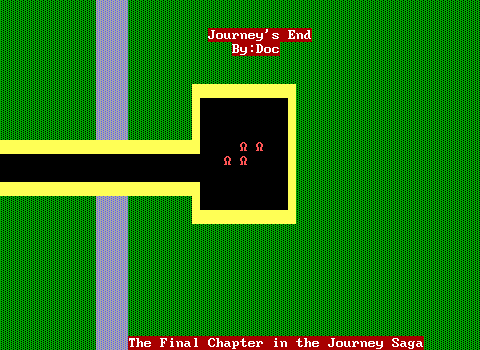 Journey's End
By:Doc
Ω Ω
Ω Ω
The Final Chapter in the Journey Saga